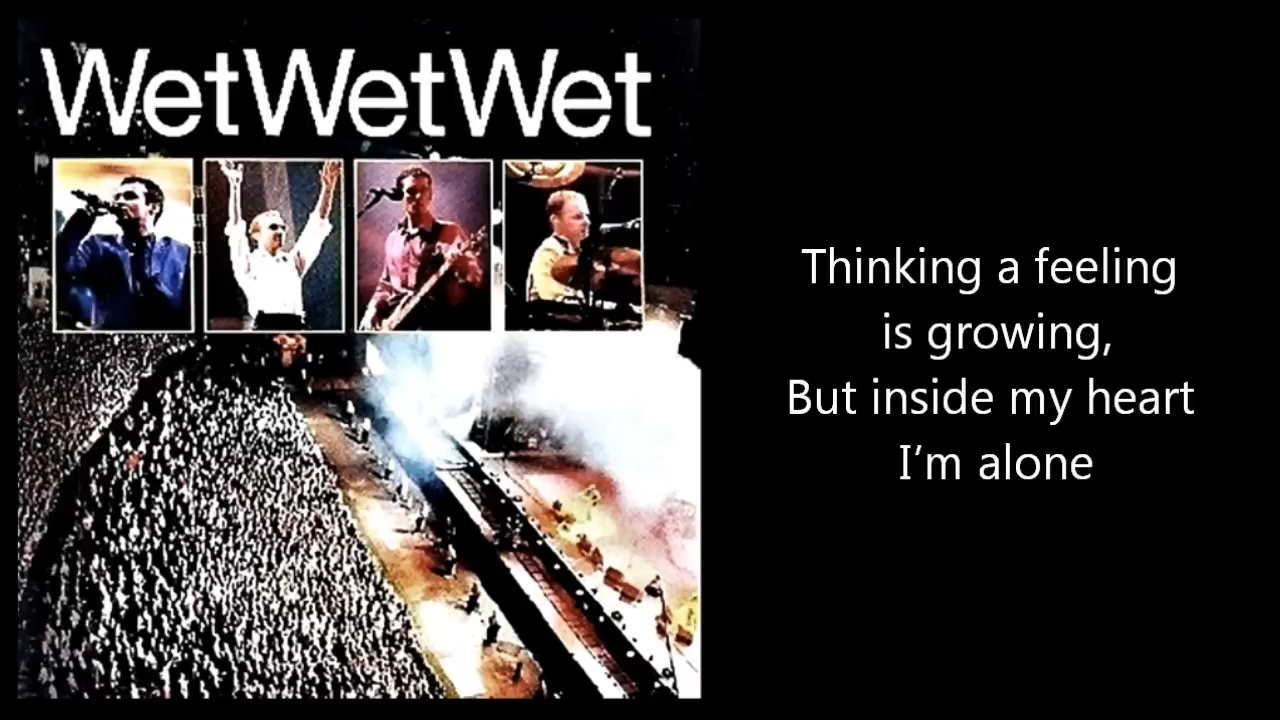 WetWetWet
Thinking a feeling
is growing,
But inside my heart
I’m alone